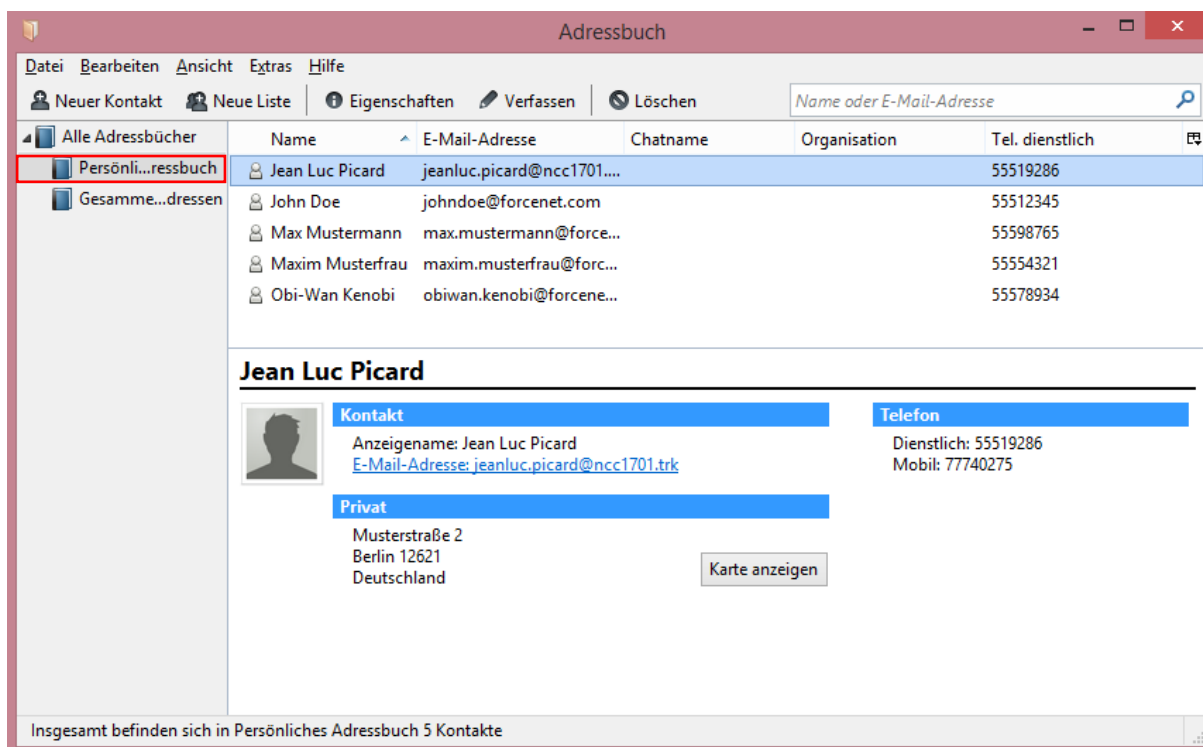 Adressbuch
Datei Bearbeiten Ansicht Extras Hilfe
Neuer Kontakt Neue Liste Eigenschaften Verfassen Löschen Name oder E-Mail-Adresse
Alle Adressbücher Name E-Mail-Adresse Chatname Organisation Tel. dienstlich
Persönli...ressbuch Jean Luc Picard jeanluc.picard@ncc1701.... 55519286
Gesamme...dressen John Doe johndoe@forcenet.com 55512345
Max Mustermann max.mustermann@force... 55598765
Maxim Musterfrau maxim.musterfrau@forc... 55554321
Obi-Wan Kenobi obiwan.kenobi@forcene... 55578934
Jean Luc Picard
Kontakt Telefon
Anzeigename: Jean Luc Picard Dienstlich: 55519286
E-Mail-Adresse: jeanluc.picard@ncc1701.trk Mobil: 77740275
Privat
Musterstraße 2
Berlin 12621
Deutschland
Karte anzeigen
Insgesamt befinden sich in Persönliches Adressbuch 5 Kontakte